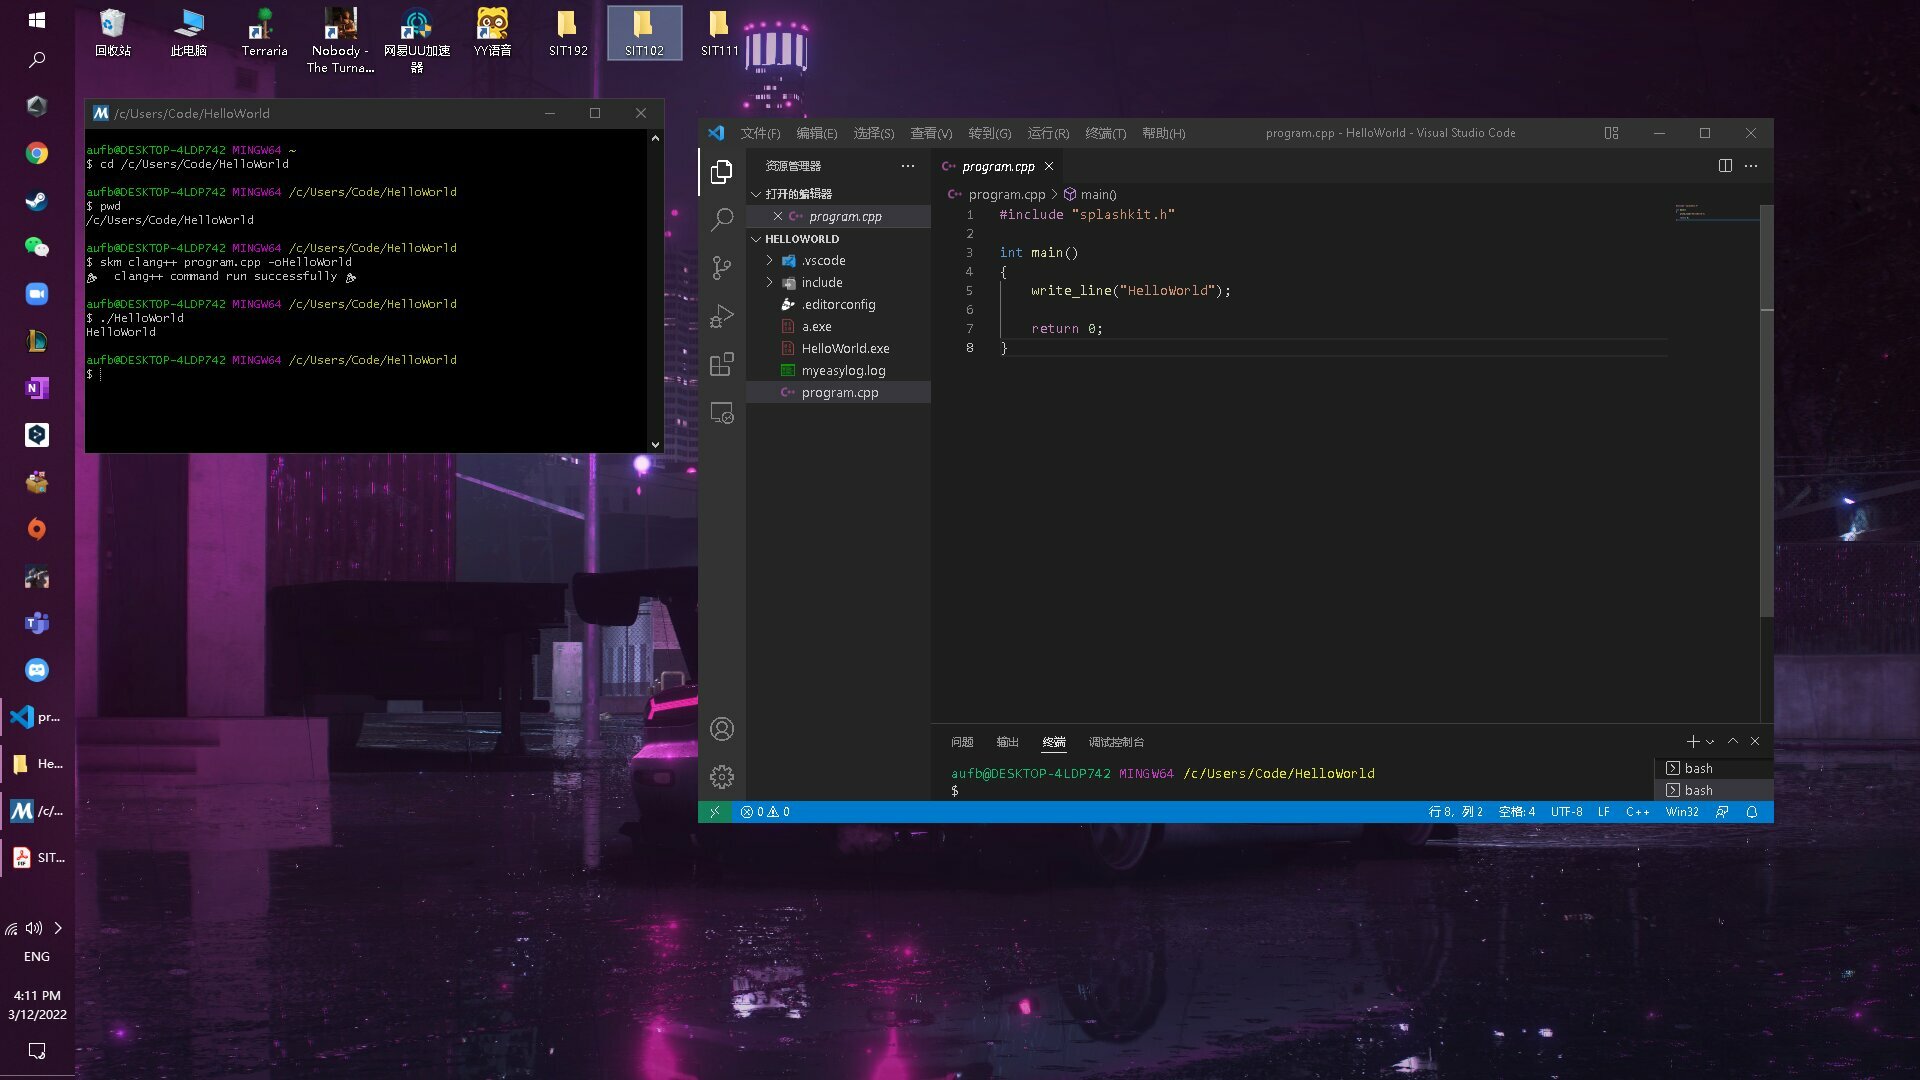 回收站
此电脑
Terraria
Nobody -
The Turna...
网易UU加速
器
YY语音
SIT192
SIT102
SIT111
/c/Users/Code/HelloWorld
aufb@DESKTOP-4LDP742 MINGW64 ~
$ cd /c/Users/Code/HelloWorld
aufb@DESKTOP-4LDP742 MINGW64 /c/Users/Code/HelloWorld
$ pwd
/c/Users/Code/HelloWorld
aufb@DESKTOP-4LDP742 MINGW64 /c/Users/Code/HelloWorld
$ skm clang++ program.cpp -oHelloWorld
clang++ command run successfully
aufb@DESKTOP-4LDP742 MINGW64 /c/Users/Code/HelloWorld
$ ./HelloWorld
HelloWorld
aufb@DESKTOP-4LDP742 MINGW64 /c/Users/Code/HelloWorld
$
文件(F) 编辑(E) 选择(S) 查看(V) 转到(G) 运行(R) 终端(T) 帮助(H) program.cpp - HelloWorld - Visual Studio Code
资源管理器 ...
打开的编辑器
program.cpp
HELLOWORLD
.vscode
include
.editorconfig
a.exe
HelloWorld.exe
myeasylog.log
program.cpp
program.cpp
program.cpp > main()
1 #include "splashkit.h"
2
3 int main()
4 {
5 write_line("HelloWorld");
6
7 return 0;
8 }
问题 输出 终端 调试控制台
aufb@DESKTOP-4LDP742 MINGW64 /c/Users/Code/HelloWorld
$
bash
bash
0 0 行 8, 列 2 空格: 4 UTF-8 LF C++ Win32
pr...
He...
/c/...
SIT...
ENG
4:11 PM
3/12/2022